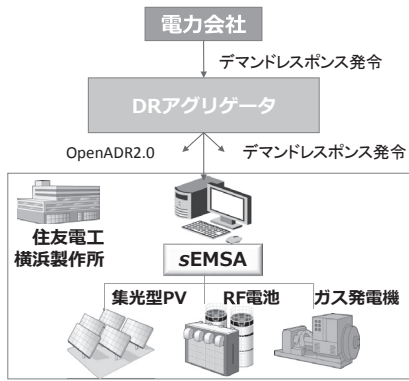 電力会社
デマンドレスポンス発令
DRアグリゲータ
OpenADR2.0 デマンドレスポンス発令
住友電工
横浜製作所
sEMSA
集光型PV RF電池 ガス発電機